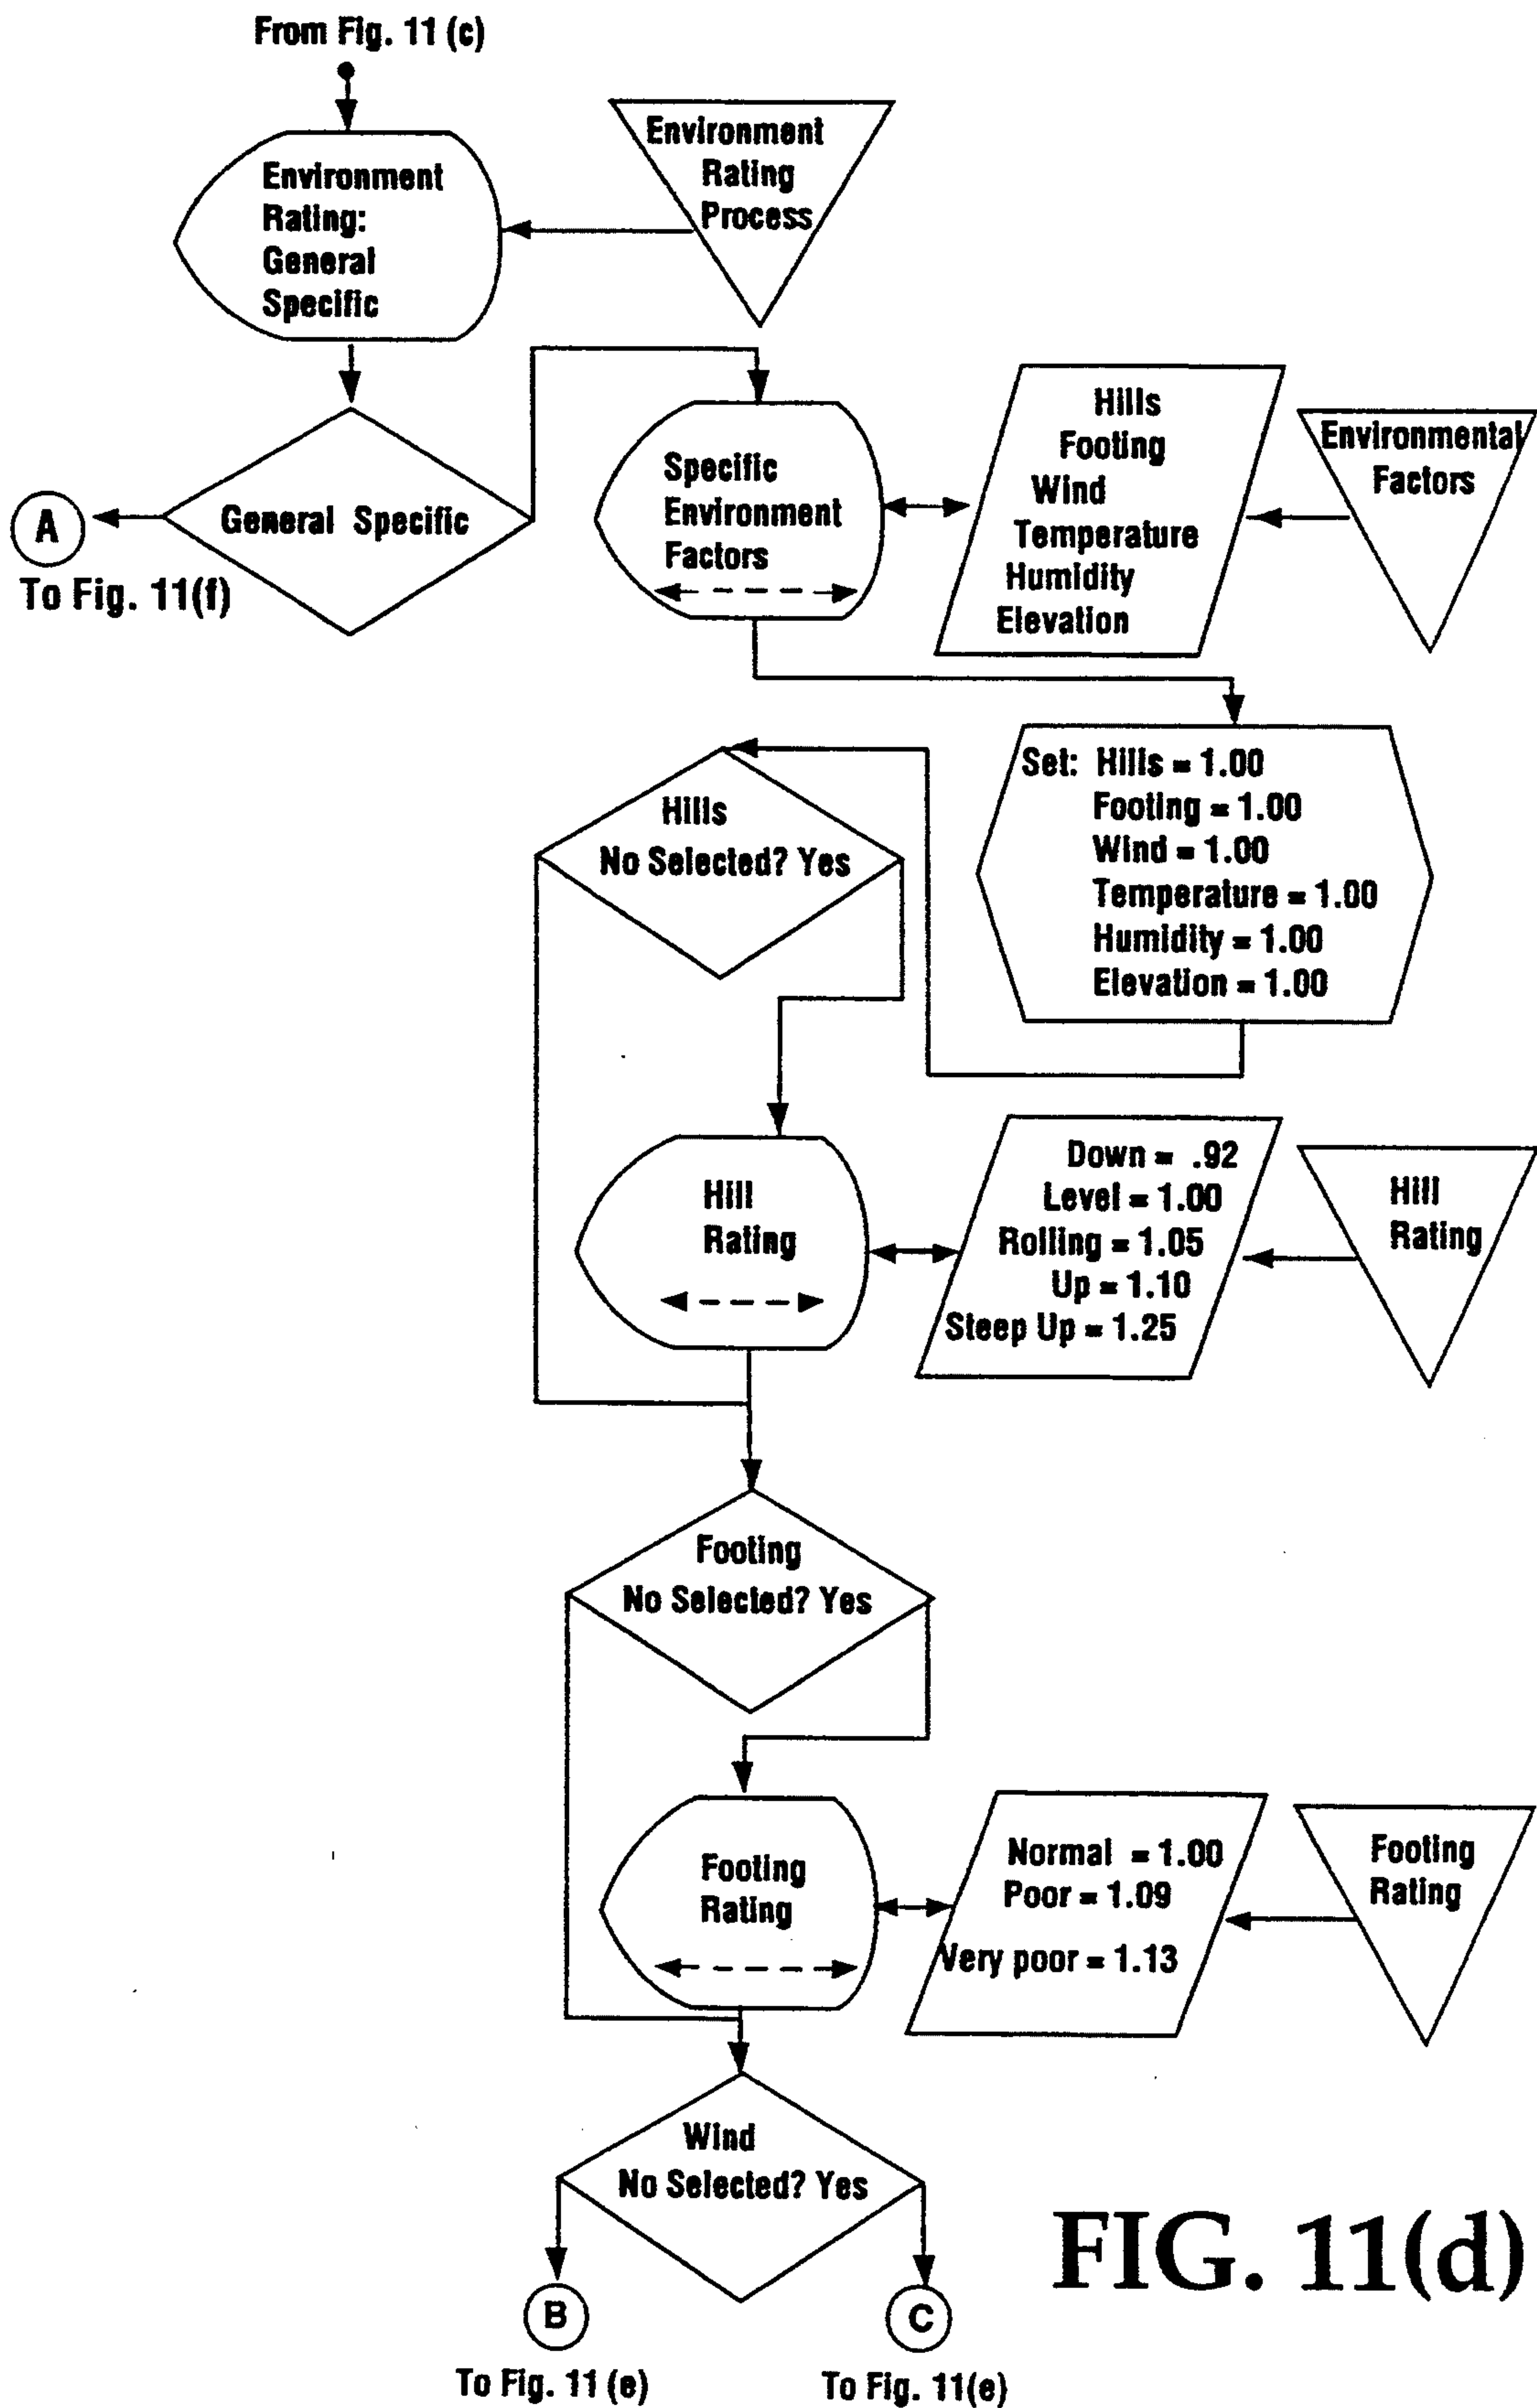 From Fig. 11 (c)
Environment
Rating:
General
Specific
Environment
Rating
Process
General Specific
A
To Fig. 11(f)
Specific
Environment
Factors
Hills
Footing
Wind
Temperature
Humidity
Elevation
Environmental
Factors
Set: Hills = 1.00
Footing = 1.00
Wind = 1.00
Temperature = 1.00
Humidity = 1.00
Elevation = 1.00
Hills
No Selected? Yes
Hill
Rating
Down = .92
Level = 1.00
Rolling = 1.05
Up = 1.10
Steep Up = 1.25
Hill
Rating
Footing
No Selected? Yes
Footing
Rating
Normal = 1.00
Poor = 1.09
Very poor = 1.13
Footing
Rating
Wind
No Selected? Yes
B
To Fig. 11 (e)
C
To Fig. 11(e)
FIG. 11(d)